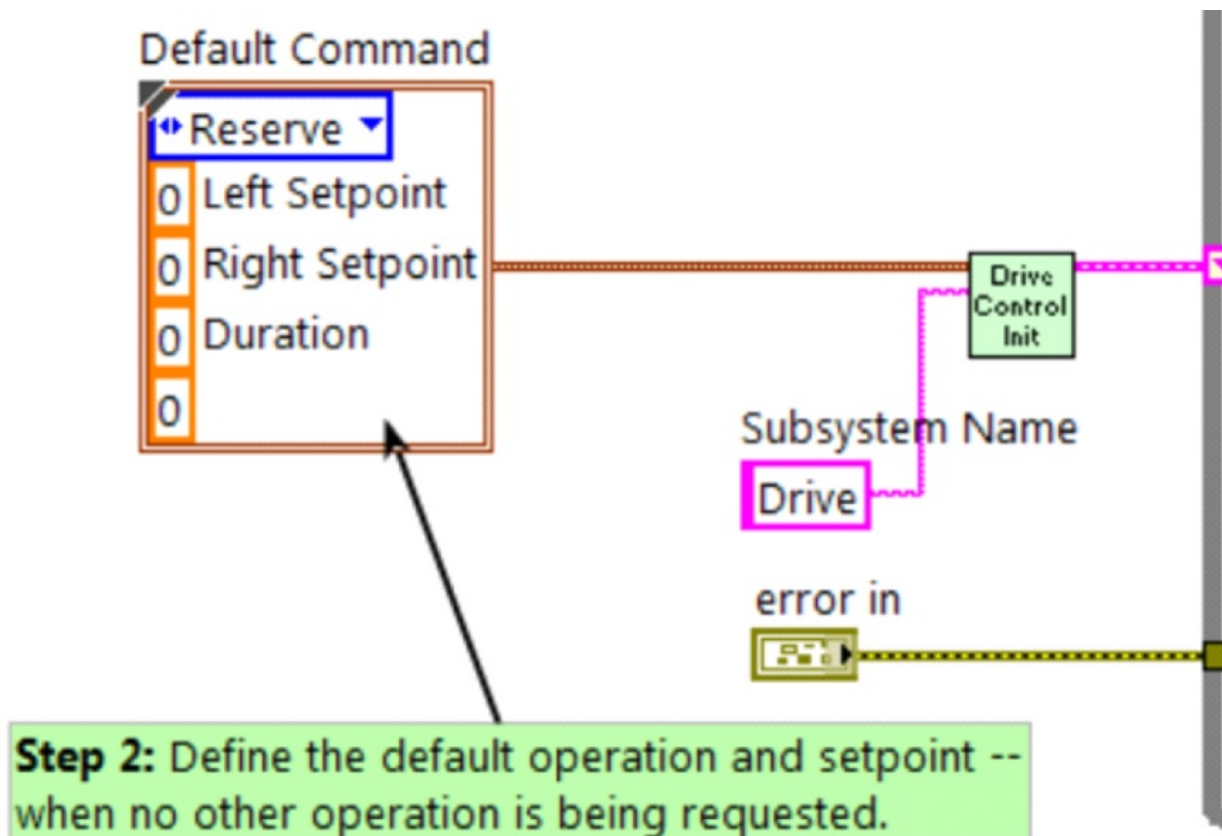 Default Command
Reserve
0 Left Setpoint
0 Right Setpoint
0 Duration
0
Drive
Control
Init
Subsystem Name
Drive
error in
Step 2: Define the default operation and setpoint --
when no other operation is being requested.